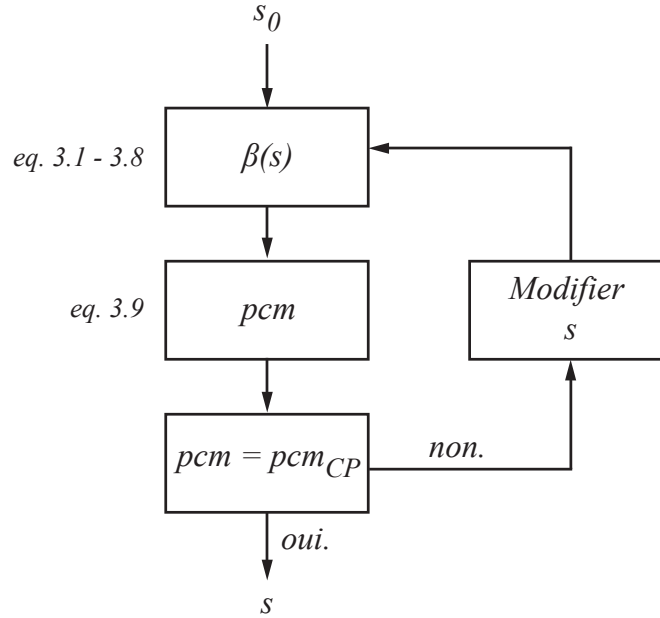 s0
eq. 3.1 - 3.8
β(s)
eq. 3.9
pcm
Modifier
s
pcm = pcmCP
non.
oui.
s